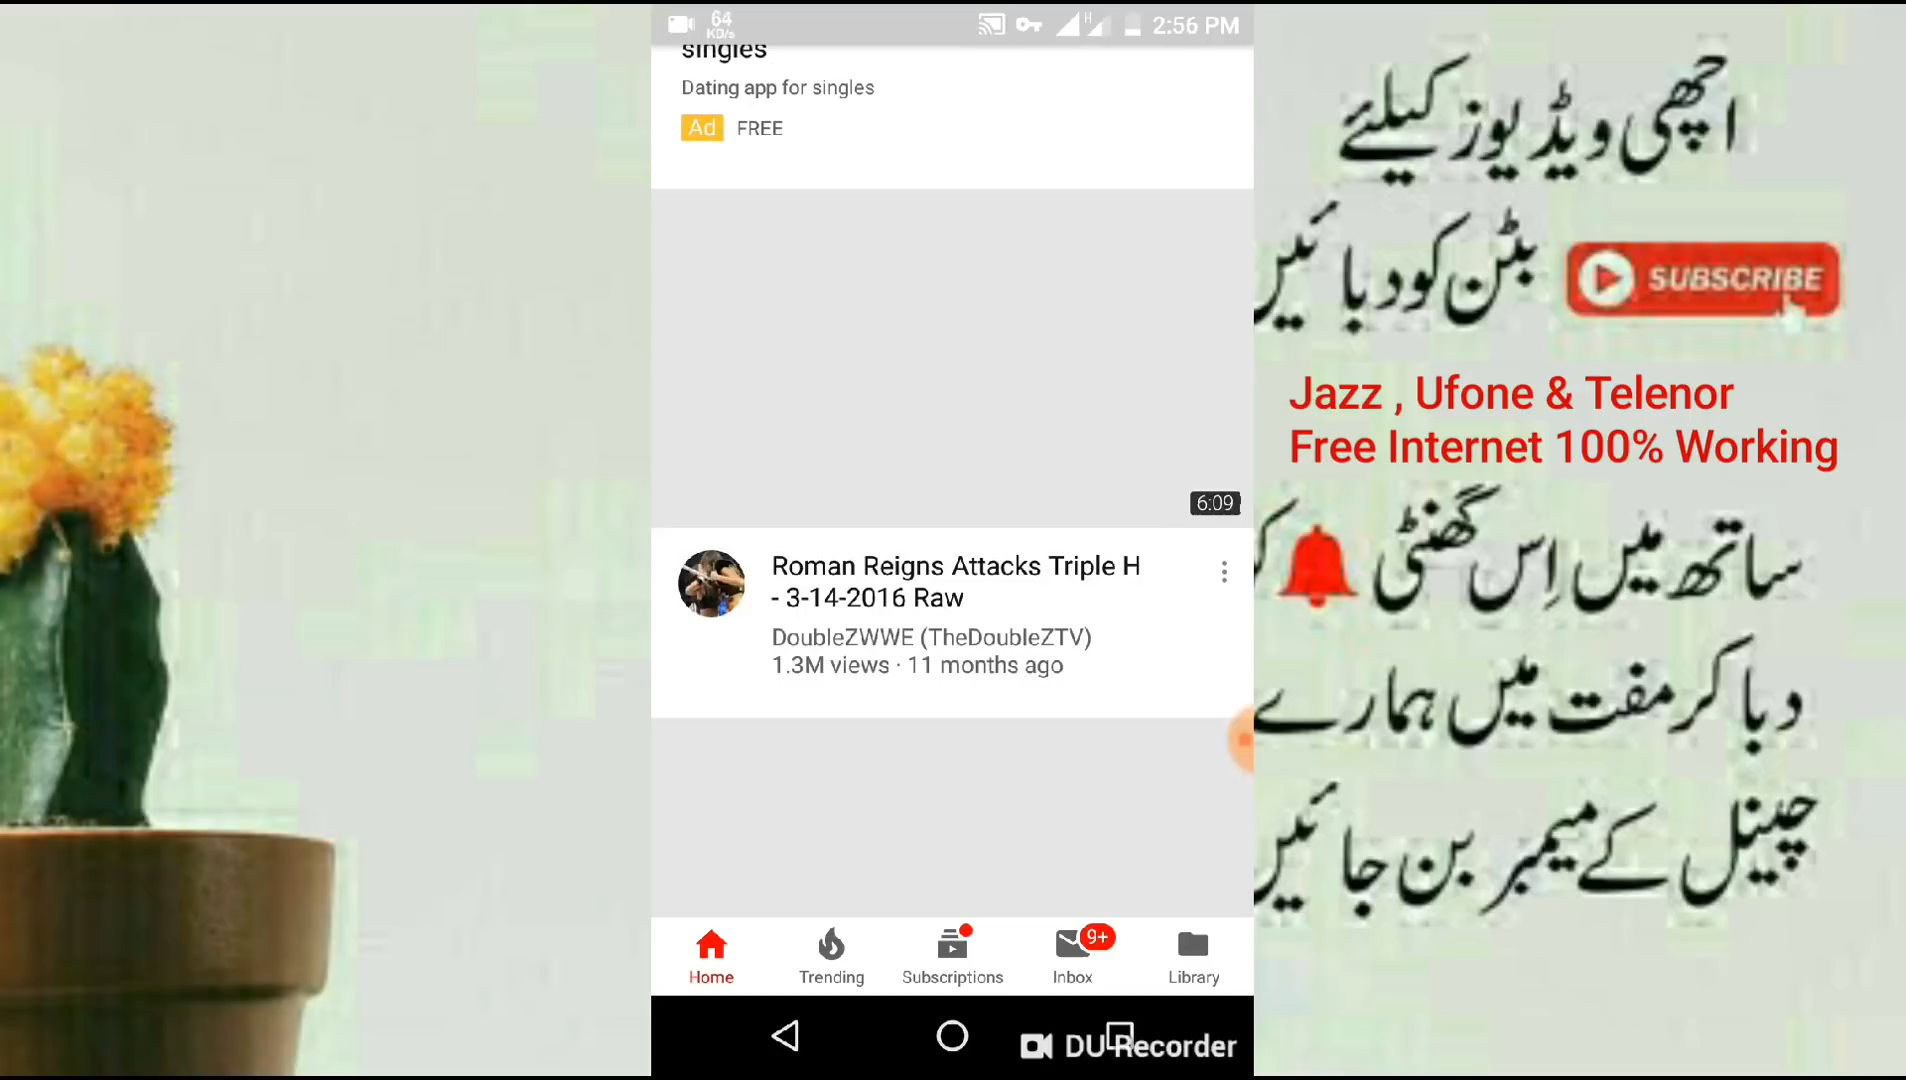 64
KB/s
H
2:56 PM
singles
Dating app for singles
Ad FREE
6:09
Roman Reigns Attacks Triple H
- 3-14-2016 Raw
DoubleZWWE (TheDoubleZTV)
1.3M views · 11 months ago
Home
Trending
Subscriptions
9+
Inbox
Library
DU Recorder
اچھی ویڈیوز کیلئے
SUBSCRIBE بٹن کو دبائیں
Jazz , Ufone & Telenor
Free Internet 100% Working
ساتھ میں اِس گھنٹی کو
دبا کر مفت میں ہمارے
چینل کے میمبر بن جائیں